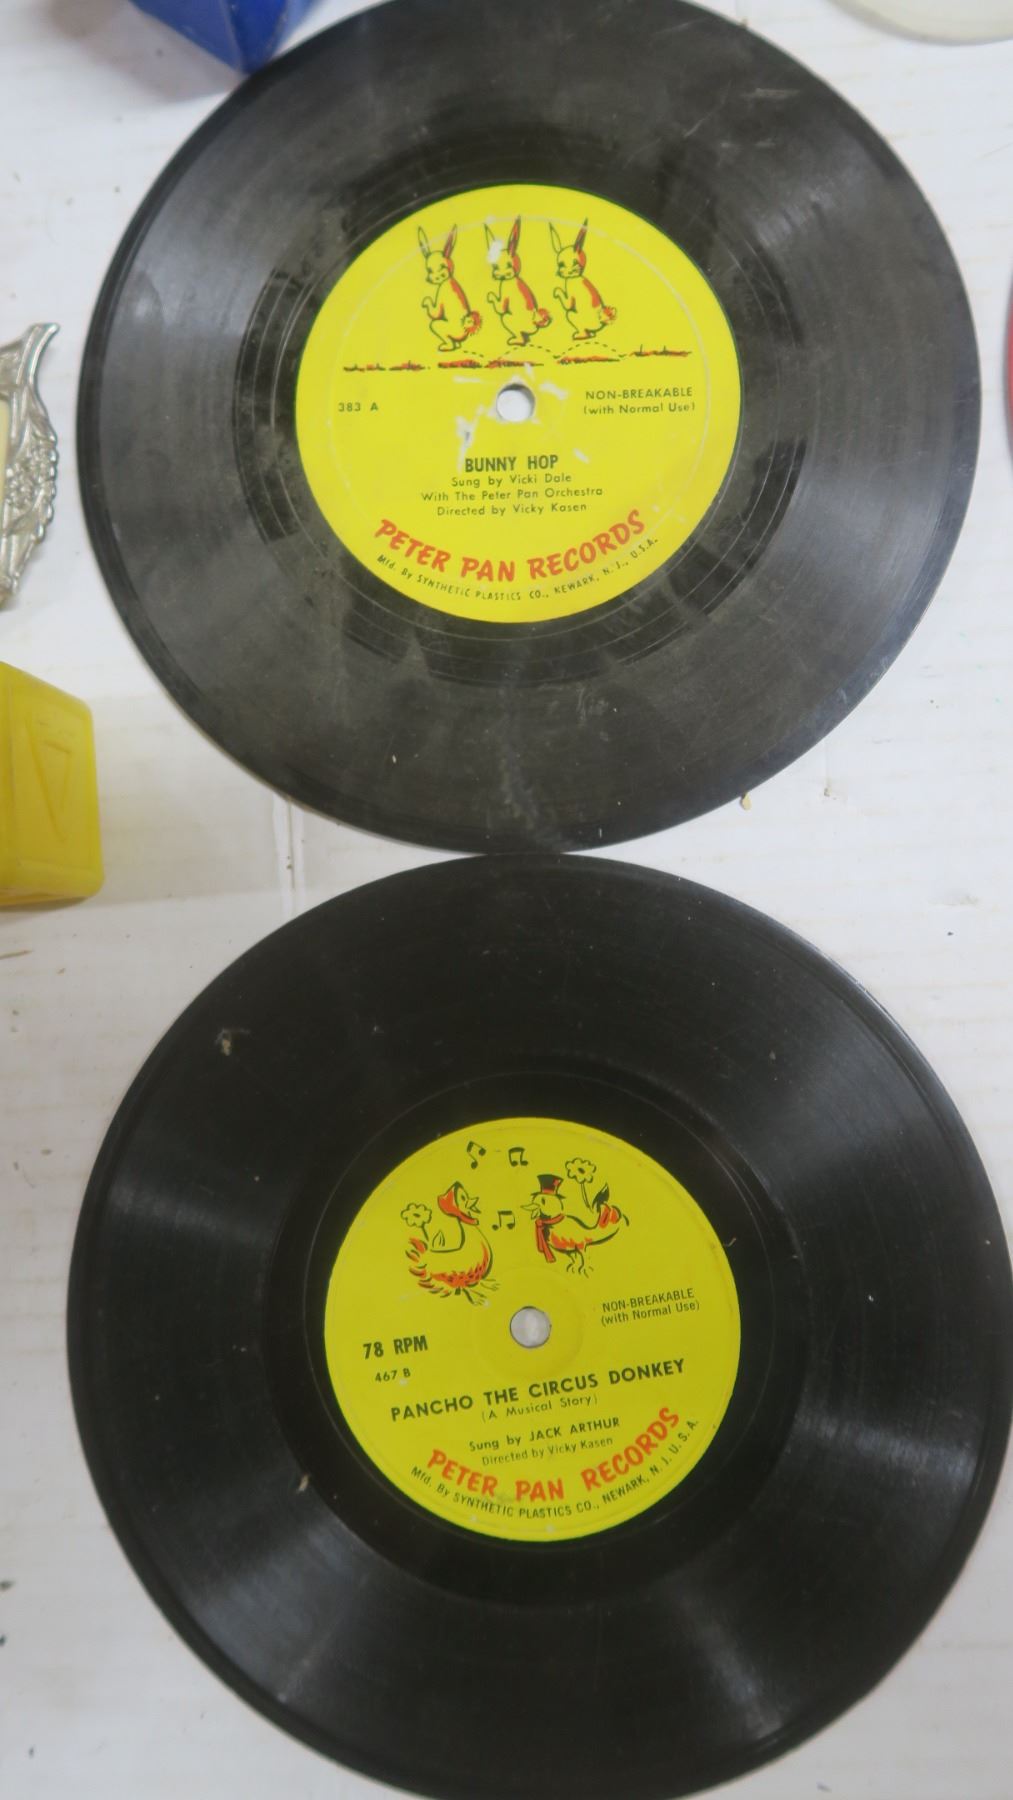 383 A
NON-BREAKABLE
(with Normal Use)
BUNNY HOP
Sung by Vicki Dale
With The Peter Pan Orchestra
Directed by Vicky Kasen
PETER PAN RECORDS
Mfd. By SYNTHETIC PLASTICS CO., NEWARK, N. J., U.S.A.
NON-BREAKABLE
(with Normal Use)
78 RPM
467 B
PANCHO THE CIRCUS DONKEY
(A Musical Story)
Sung by JACK ARTHUR
Directed by Vicky Kasen
PETER PAN RECORDS
Mfd. By SYNTHETIC PLASTICS CO., NEWARK, N. J. U. S. A.